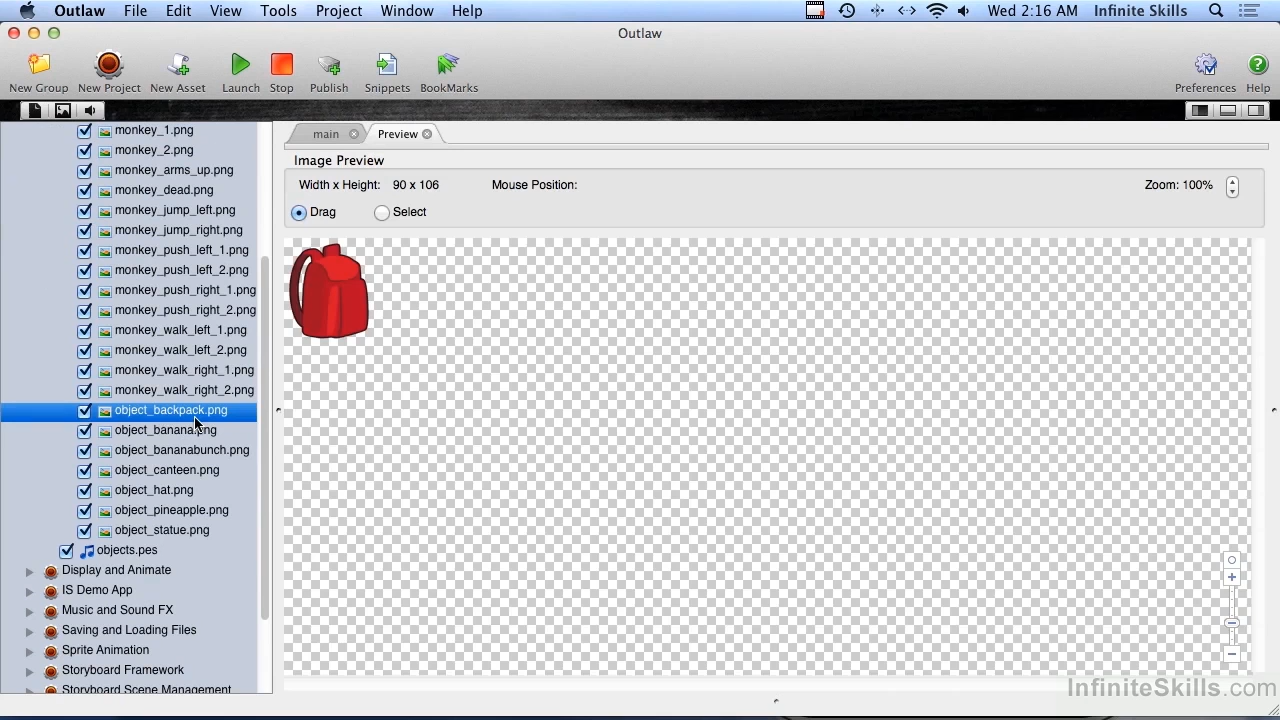 Outlaw File Edit View Tools Project Window Help Wed 2:16 AM Infinite Skills
Outlaw
New Group New Project New Asset Launch Stop Publish Snippets BookMarks Preferences Help
main Preview
monkey_1.png
monkey_2.png
monkey_arms_up.png
monkey_dead.png
monkey_jump_left.png
monkey_jump_right.png
monkey_push_left_1.png
monkey_push_left_2.png
monkey_push_right_1.png
monkey_push_right_2.png
monkey_walk_left_1.png
monkey_walk_left_2.png
monkey_walk_right_1.png
monkey_walk_right_2.png
object_backpack.png
object_banana.png
object_bananabunch.png
object_canteen.png
object_hat.png
object_pineapple.png
object_statue.png
objects.pes
Display and Animate
IS Demo App
Music and Sound FX
Saving and Loading Files
Sprite Animation
Storyboard Framework
Storyboard Scene Management
Image Preview
Width x Height: 90 x 106 Mouse Position: Zoom: 100%
Drag Select
InfiniteSkills.com